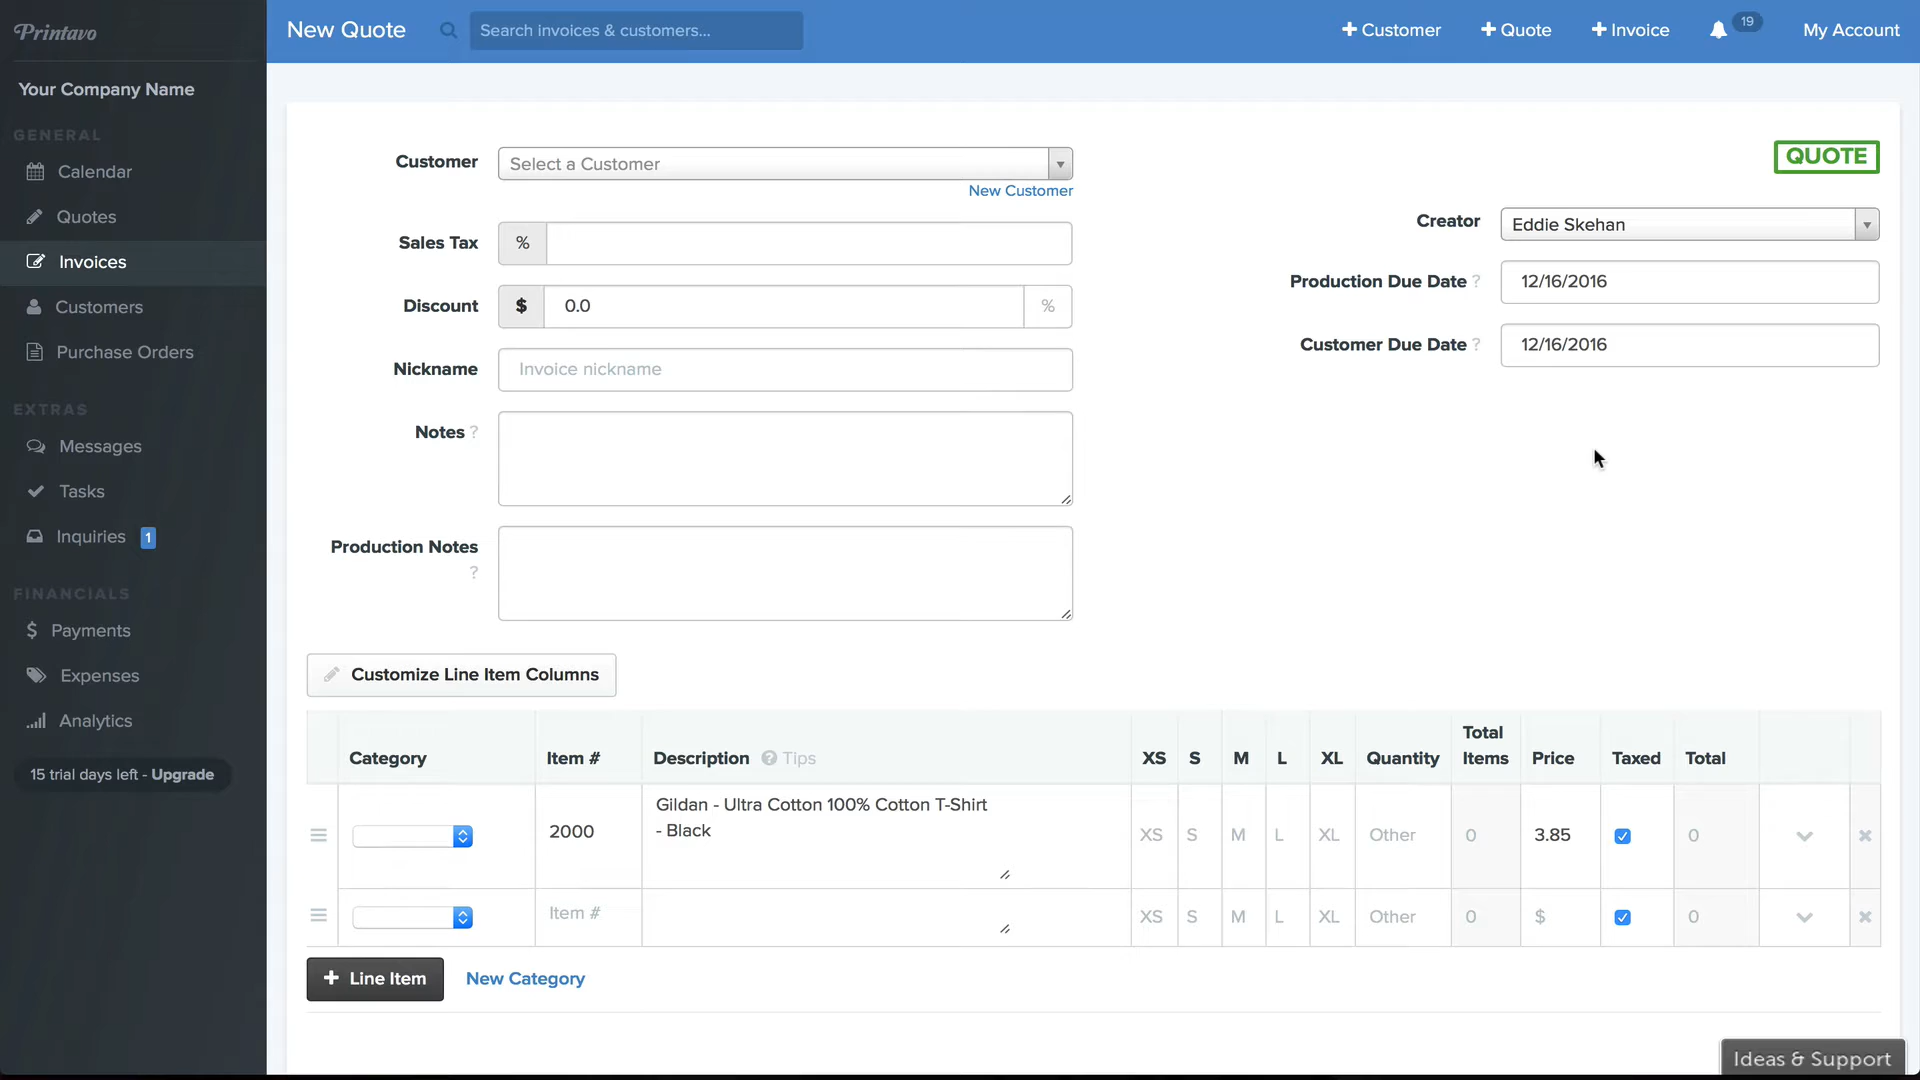 Printavo
New Quote
Search invoices & customers...
+ Customer
+ Quote
+ Invoice
19
My Account
Your Company Name
GENERAL
Calendar
Quotes
Invoices
Customers
Purchase Orders
EXTRAS
Messages
Tasks
Inquiries 1
FINANCIALS
$ Payments
Expenses
Analytics
15 trial days left - Upgrade
Customer Select a Customer
New Customer
Sales Tax %
Discount $ 0.0 %
Nickname Invoice nickname
Notes ?
Production Notes
?
QUOTE
Creator Eddie Skehan
Production Due Date ? 12/16/2016
Customer Due Date ? 12/16/2016
Customize Line Item Columns
Category Item # Description ? Tips XS S M L XL Quantity Total Items Price Taxed Total
2000 Gildan - Ultra Cotton 100% Cotton T-Shirt
- Black
XS S M L XL Other 0 3.85 0
Item # XS S M L XL Other 0 $ 0
+ Line Item New Category
Ideas & Support